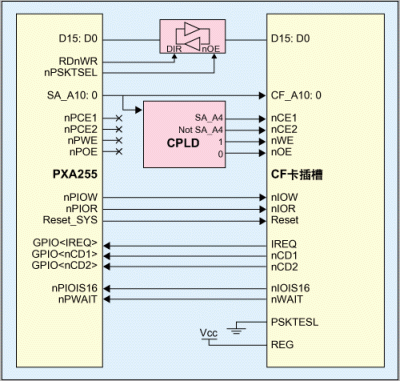 D15: D0
DIR
nOE
D15: D0
RDnWR
nPSKTSEL
SA_A10: 0
CF_A10: 0
nPCE1
nPCE2
nPWE
nPOE
SA_A4
Not SA_A4
1
0
CPLD
nCE1
nCE2
nWE
nOE
PXA255
CF卡插槽
nPIOW
nIOW
nPIOR
nIOR
Reset_SYS
Reset
GPIO<IREQ>
IREQ
GPIO<nCD1>
nCD1
GPIO<nCD2>
nCD2
nPIOIS16
nIOIS16
nPWAIT
nWAIT
PSKTESL
Vcc
REG